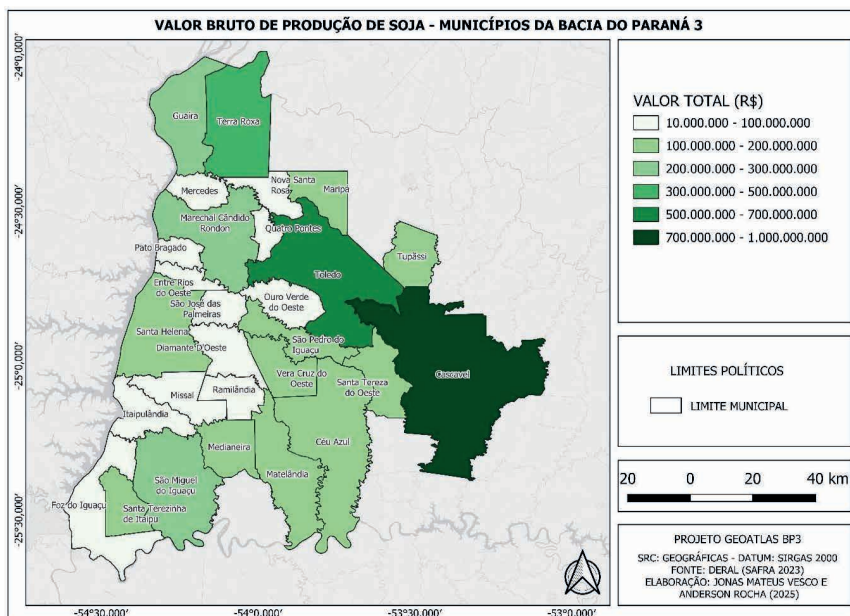 VALOR BRUTO DE PRODUÇÃO DE SOJA - MUNICÍPIOS DA BACIA DO PARANÁ 3
-24°0,000'
-24°30,000'
-25°0,000'
-25°30,000'
Guaíra
Terra Roxa
Mercedes
Nova Santa
Rosa
Maripá
Marechal Cândido
Rondon
Quatro Pontes
Pato Bragado
Tupãssi
Toledo
Entre Rios
do Oeste
Ouro Verde
do Oeste
São José das
Palmeiras
Santa Helena
São Pedro do
Iguaçu
Diamante D'Oeste
Vera Cruz do
Oeste
Santa Tereza
do Oeste
Cascavel
Missal
Ramilândia
Itaipulândia
Medianeira
Céu Azul
Matelândia
São Miguel
do Iguaçu
Foz do Iguaçu
Santa Terezinha
de Itaipu
-54°30,000'
-54°0,000'
-53°30,000'
-53°0,000'
VALOR TOTAL (R$)
10.000.000 - 100.000.000
100.000.000 - 200.000.000
200.000.000 - 300.000.000
300.000.000 - 500.000.000
500.000.000 - 700.000.000
700.000.000 - 1.000.000.000
LIMITES POLÍTICOS
LIMITE MUNICIPAL
20 0 20 40 km
PROJETO GEOATLAS BP3
SRC: GEOGRÁFICAS - DATUM: SIRGAS 2000
FONTE: DERAL (SAFRA 2023)
ELABORAÇÃO: JONAS MATEUS VESCO E
ANDERSON ROCHA (2025)